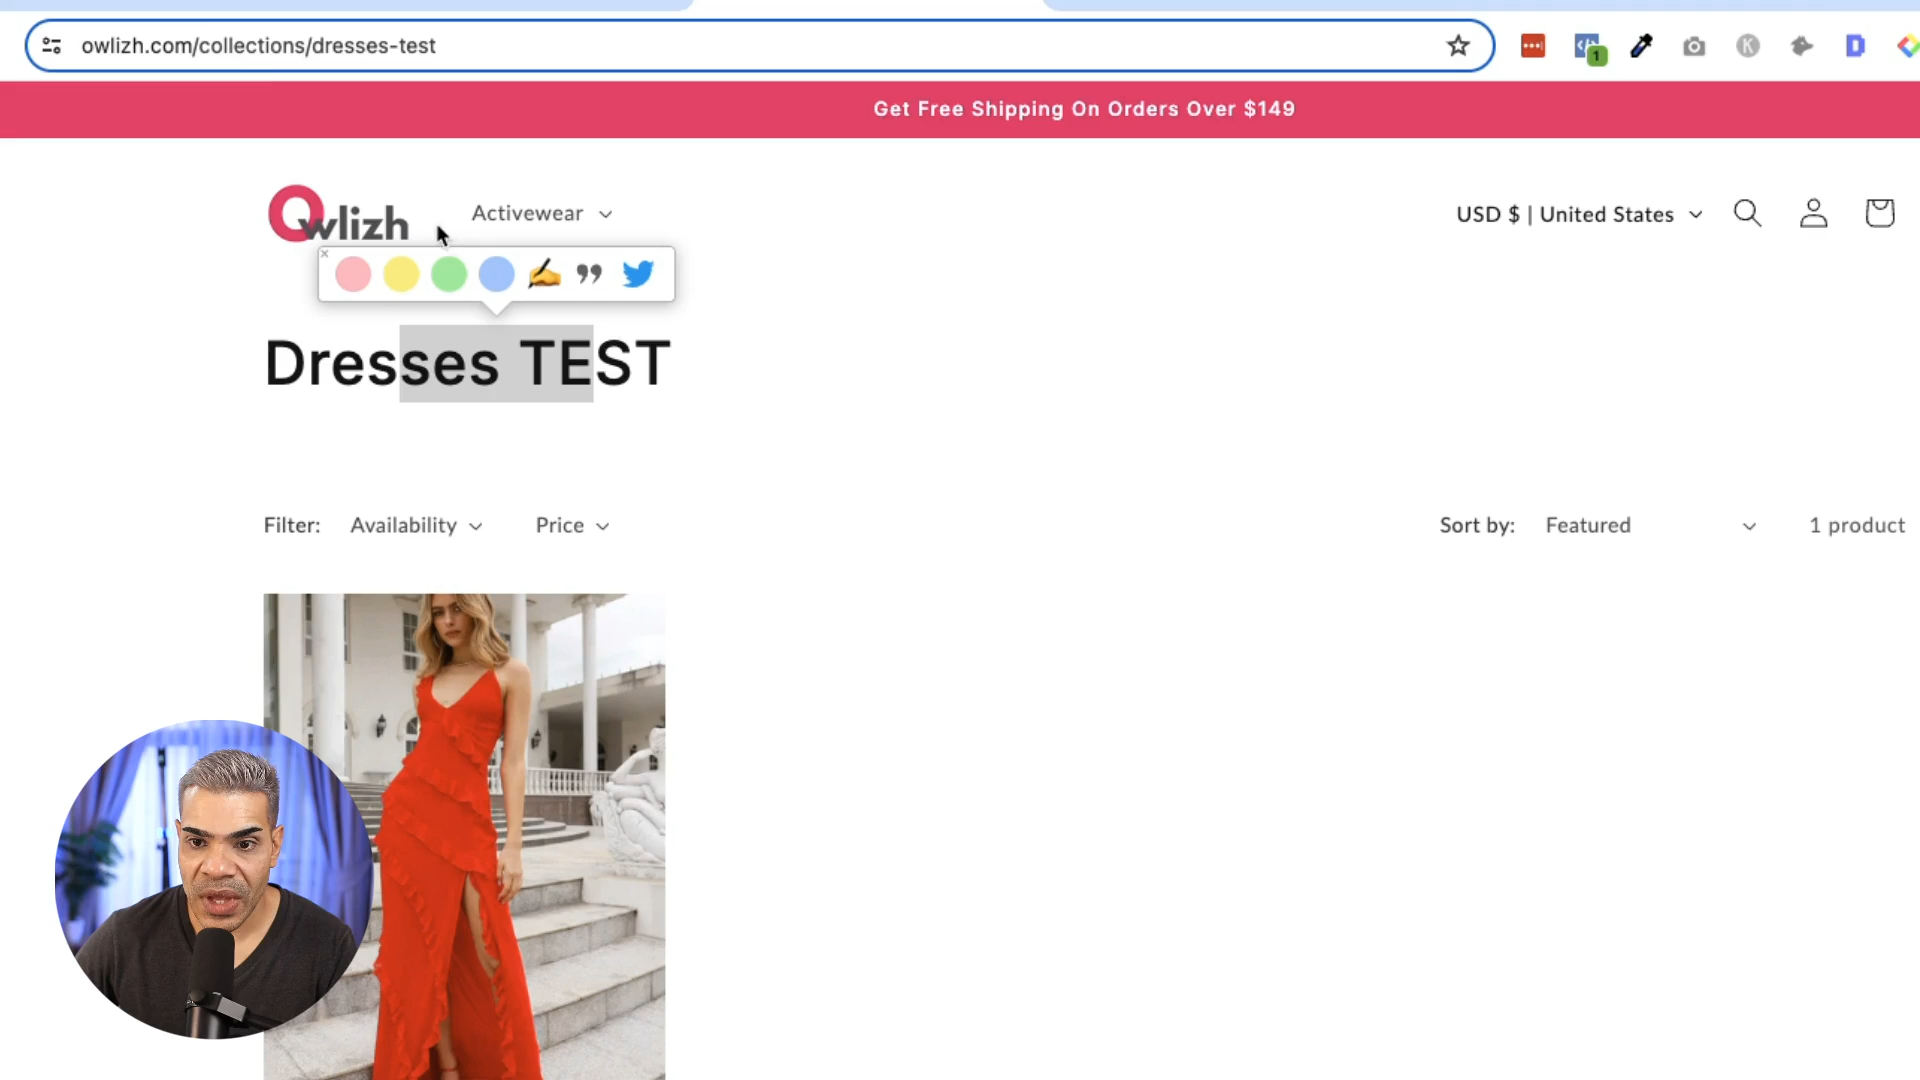 owlizh.com/collections/dresses-test
1
K
D
Get Free Shipping On Orders Over $149
Owlizh
Activewear
USD $ | United States
Dresses TEST
Filter:
Availability
Price
Sort by:
Featured
1 product